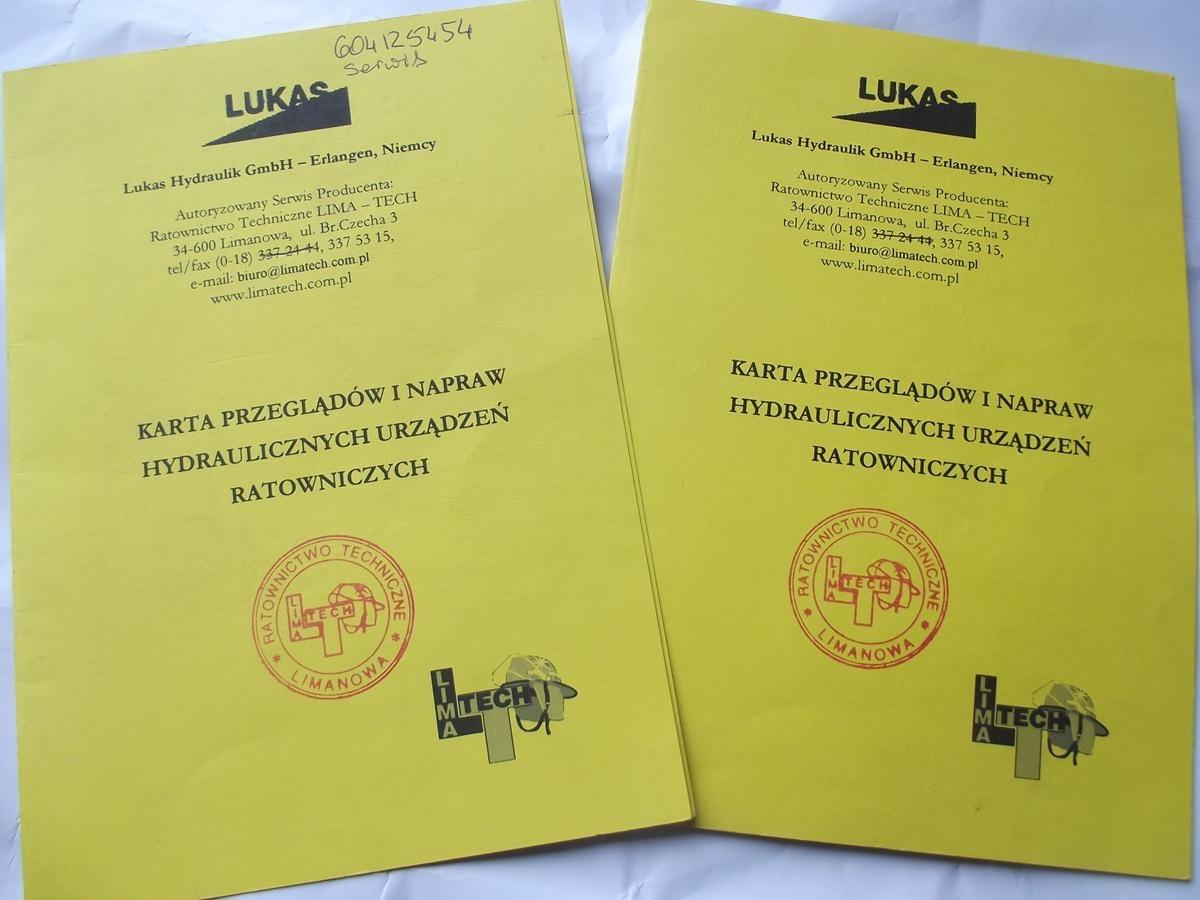 604125454
serwis
LUKAS
Lukas Hydraulik GmbH – Erlangen, Niemcy
Autoryzowany Serwis Producenta:
Ratownictwo Techniczne LIMA – TECH
34-600 Limanowa, ul. Br.Czecha 3
tel/fax (0-18) 337 24 44, 337 53 15,
e-mail: biuro@limatech.com.pl
www.limatech.com.pl
KARTA PRZEGLĄDÓW I NAPRAW
HYDRAULICZNYCH URZĄDZEŃ
RATOWNICZYCH
RATOWNICTWO TECHNICZNE
LIMA TECH
* LIMANOWA *
LIMA TECH
LUKAS
Lukas Hydraulik GmbH – Erlangen, Niemcy
Autoryzowany Serwis Producenta:
Ratownictwo Techniczne LIMA – TECH
34-600 Limanowa, ul. Br.Czecha 3
tel/fax (0-18) 337 24 44, 337 53 15,
e-mail: biuro@limatech.com.pl
www.limatech.com.pl
KARTA PRZEGLĄDÓW I NAPRAW
HYDRAULICZNYCH URZĄDZEŃ
RATOWNICZYCH
RATOWNICTWO TECHNICZNE
LIMA TECH
* LIMANOWA *
LIMA TECH